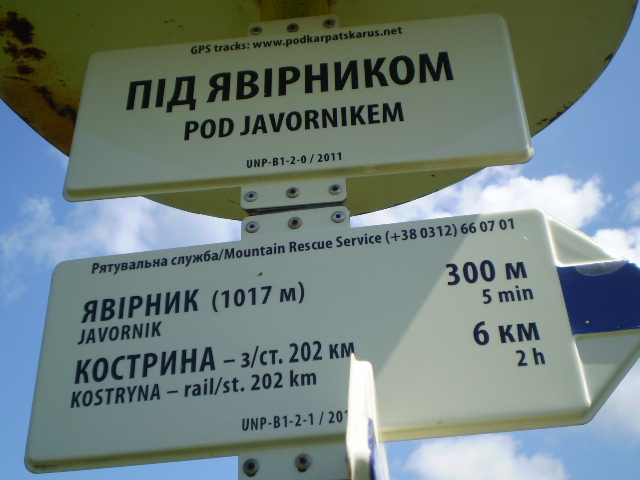 GPS tracks: www.podkarpatskarus.net
ПІД ЯВІРНИКОМ
POD JAVORNIKEM
UNP-B1-2-0 / 2011
Рятувальна служба/Mountain Rescue Service (+38 0312) 66 07 01
ЯВІРНИК (1017 м) 300 м
JAVORNIK 5 min
КОСТРИНА – з/ст. 202 км 6 км
KOSTRYNA – rail/st. 202 km 2 h
UNP-B1-2-1 /